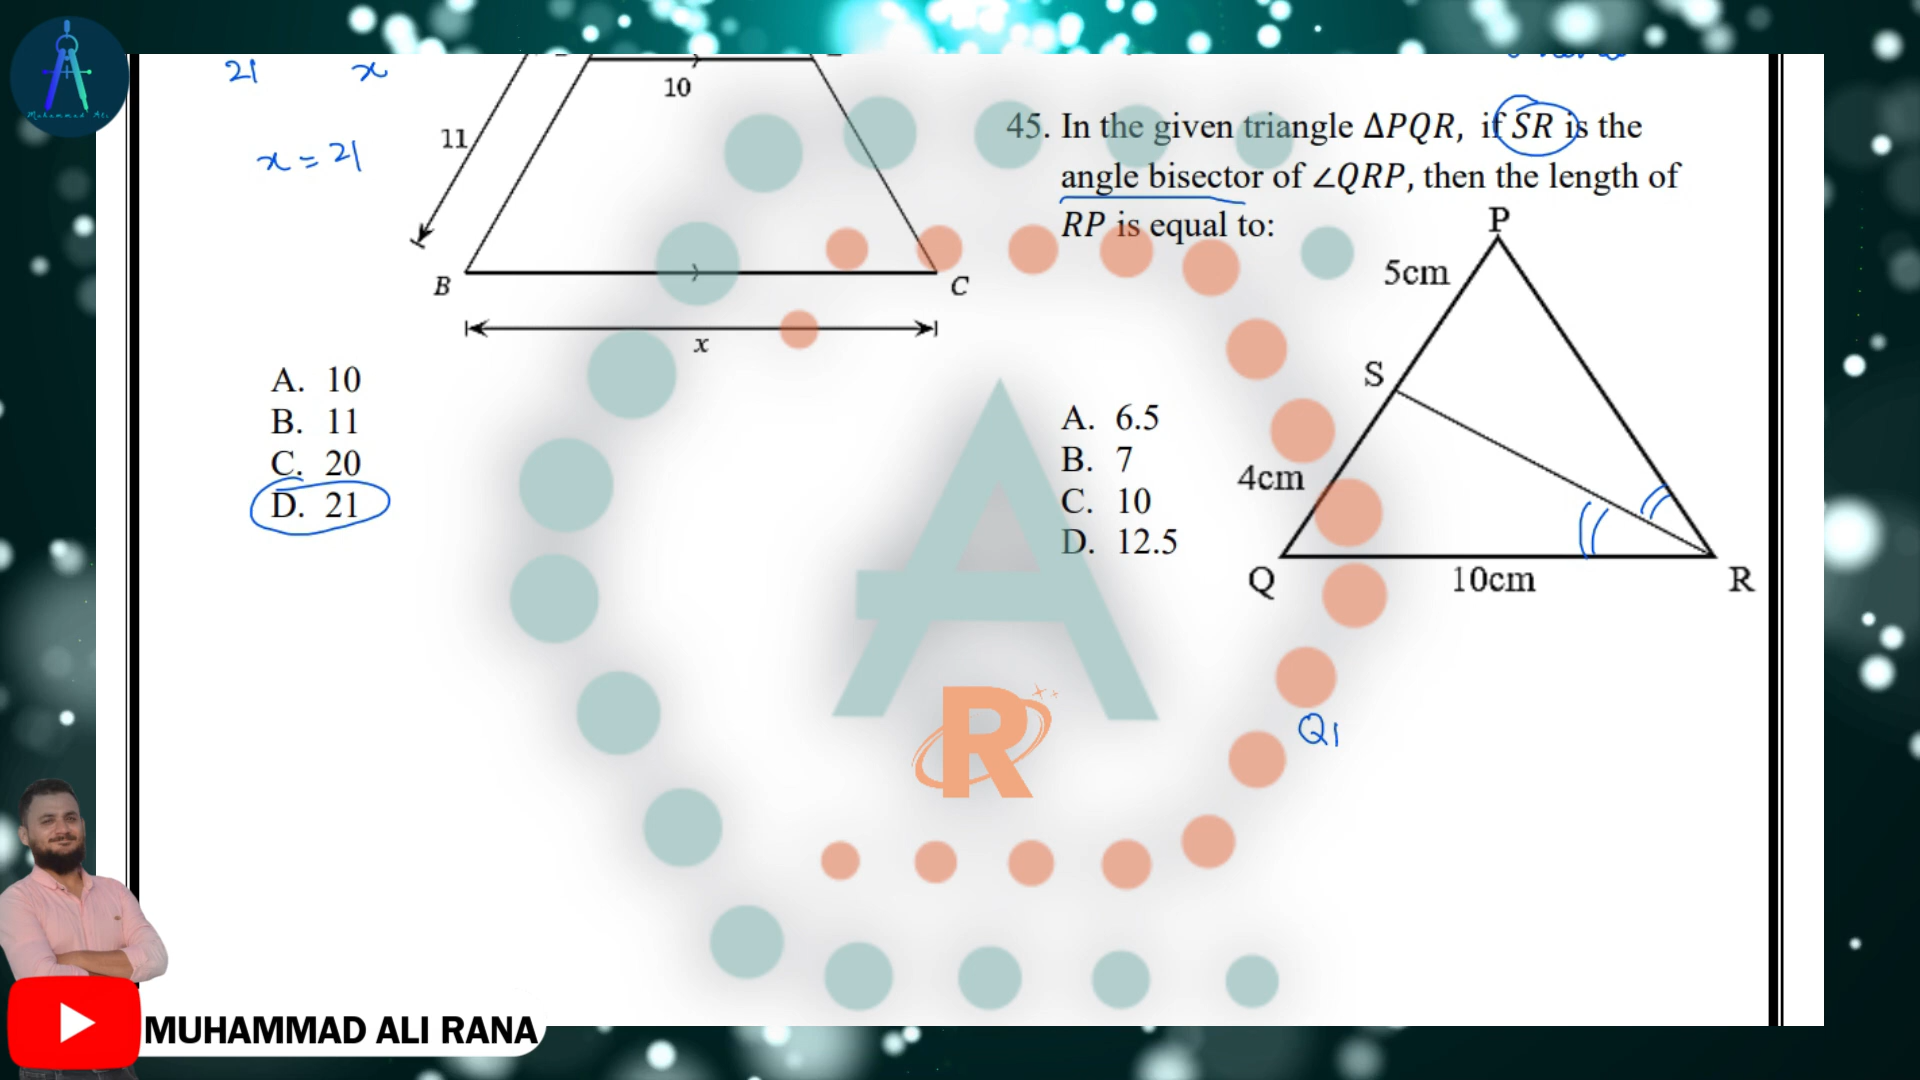 Muhammad Ali
21 x
x = 21
10
11
B
C
x
A. 10
B. 11
C. 20
D. 21
45. In the given triangle ΔPQR, if SR is the
angle bisector of ∠QRP, then the length of
RP is equal to:
P
5cm
S
4cm
Q
10cm
R
A. 6.5
B. 7
C. 10
D. 12.5
A
R
MUHAMMAD ALI RANA